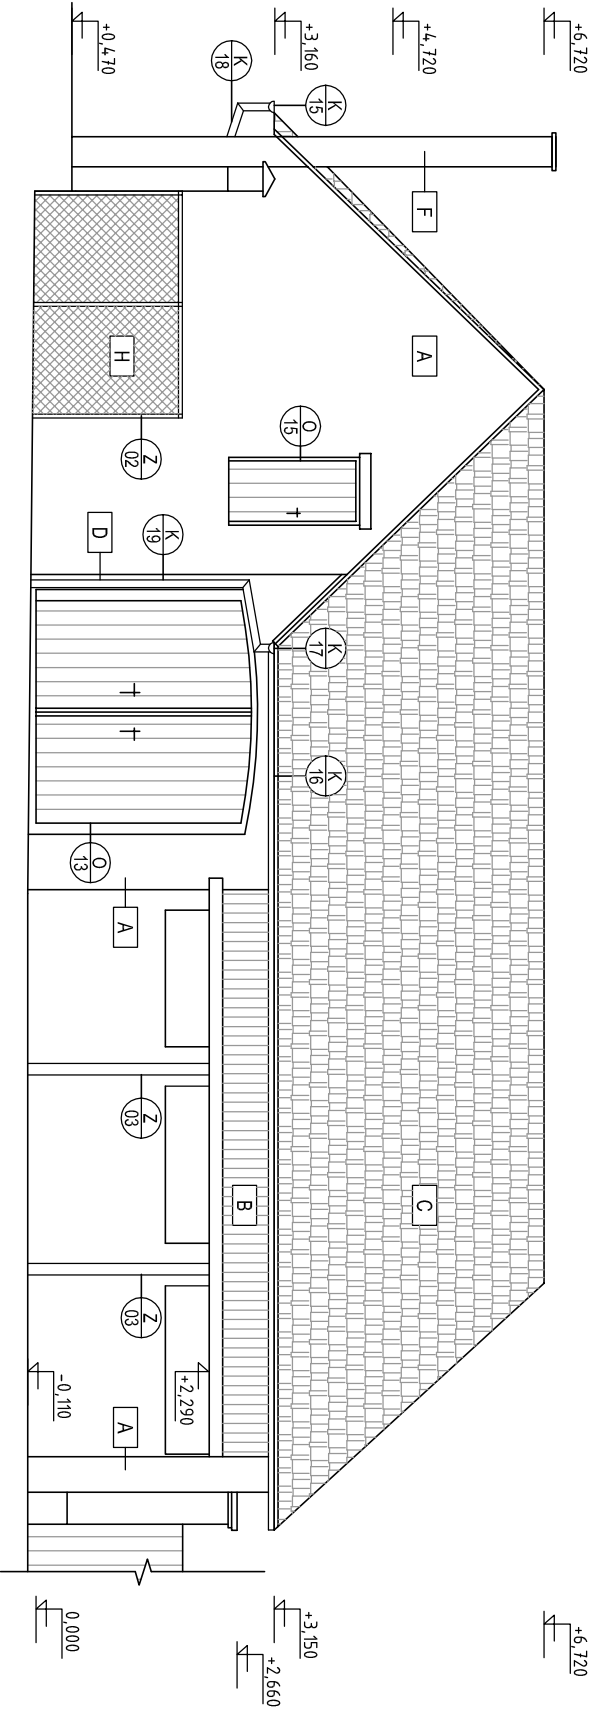 +6,720
+4,720
+3,160
+0,470
K
15
K
18
F
A
H
Z
02
O
15
K
19
D
K
17
K
16
O
13
A
Z
03
C
B
Z
03
+2,290
-0,110
A
+6,720
+3,150
+2,660
0,000